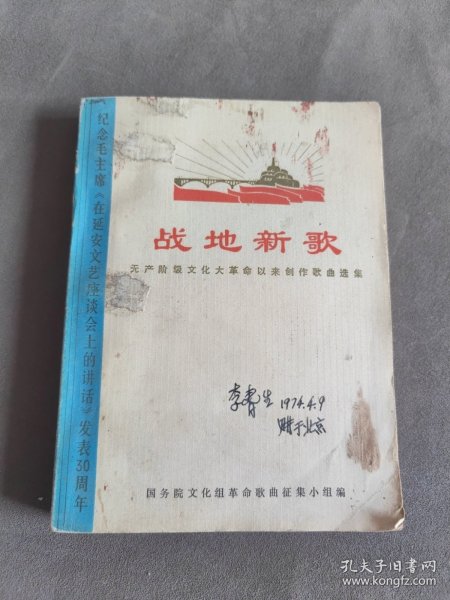 纪念毛主席《在延安文艺座谈会上的讲话》发表30周年
战地新歌
无产阶级文化大革命以来创作歌曲选集
1974.4.9
北京
国务院文化组革命歌曲征集小组编
孔夫子旧书网
www.kongfz.com